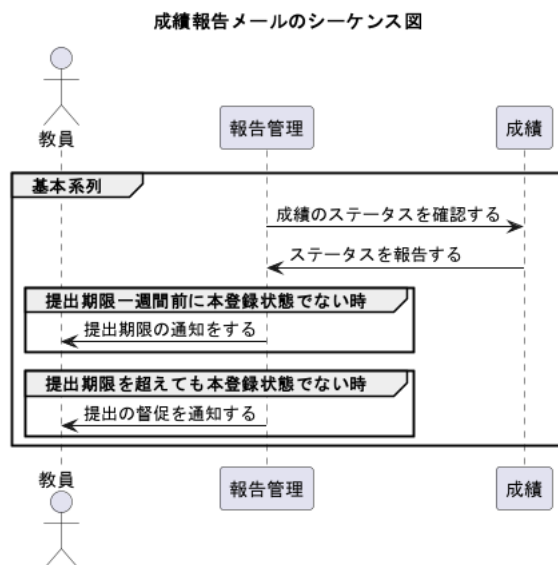 成績報告メールのシーケンス図
教員
報告管理
成績
基本系列
成績のステータスを確認する
ステータスを報告する
提出期限一週間前に本登録状態でない時
提出期限の通知をする
提出期限を超えても本登録状態でない時
提出の督促を通知する
教員
報告管理
成績